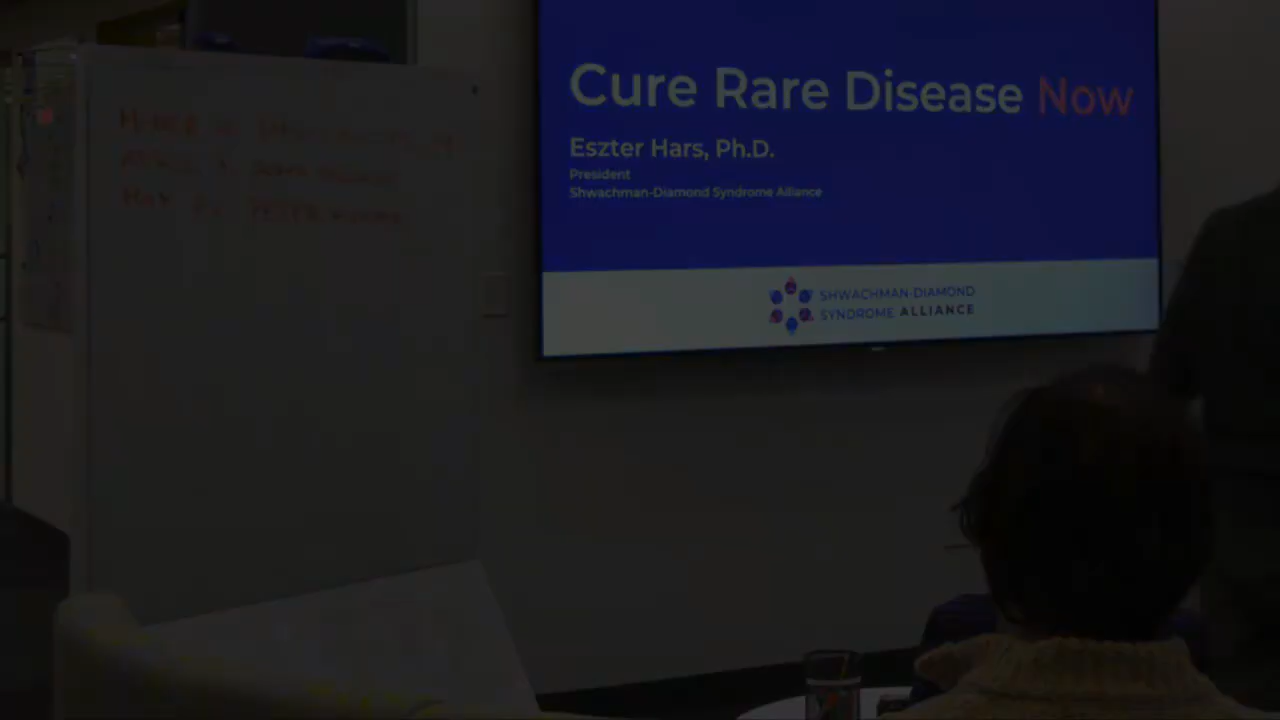 Cure Rare Disease Now
Eszter Hars, Ph.D.
President
Shwachman-Diamond Syndrome Alliance
SHWACHMAN-DIAMOND
SYNDROME ALLIANCE